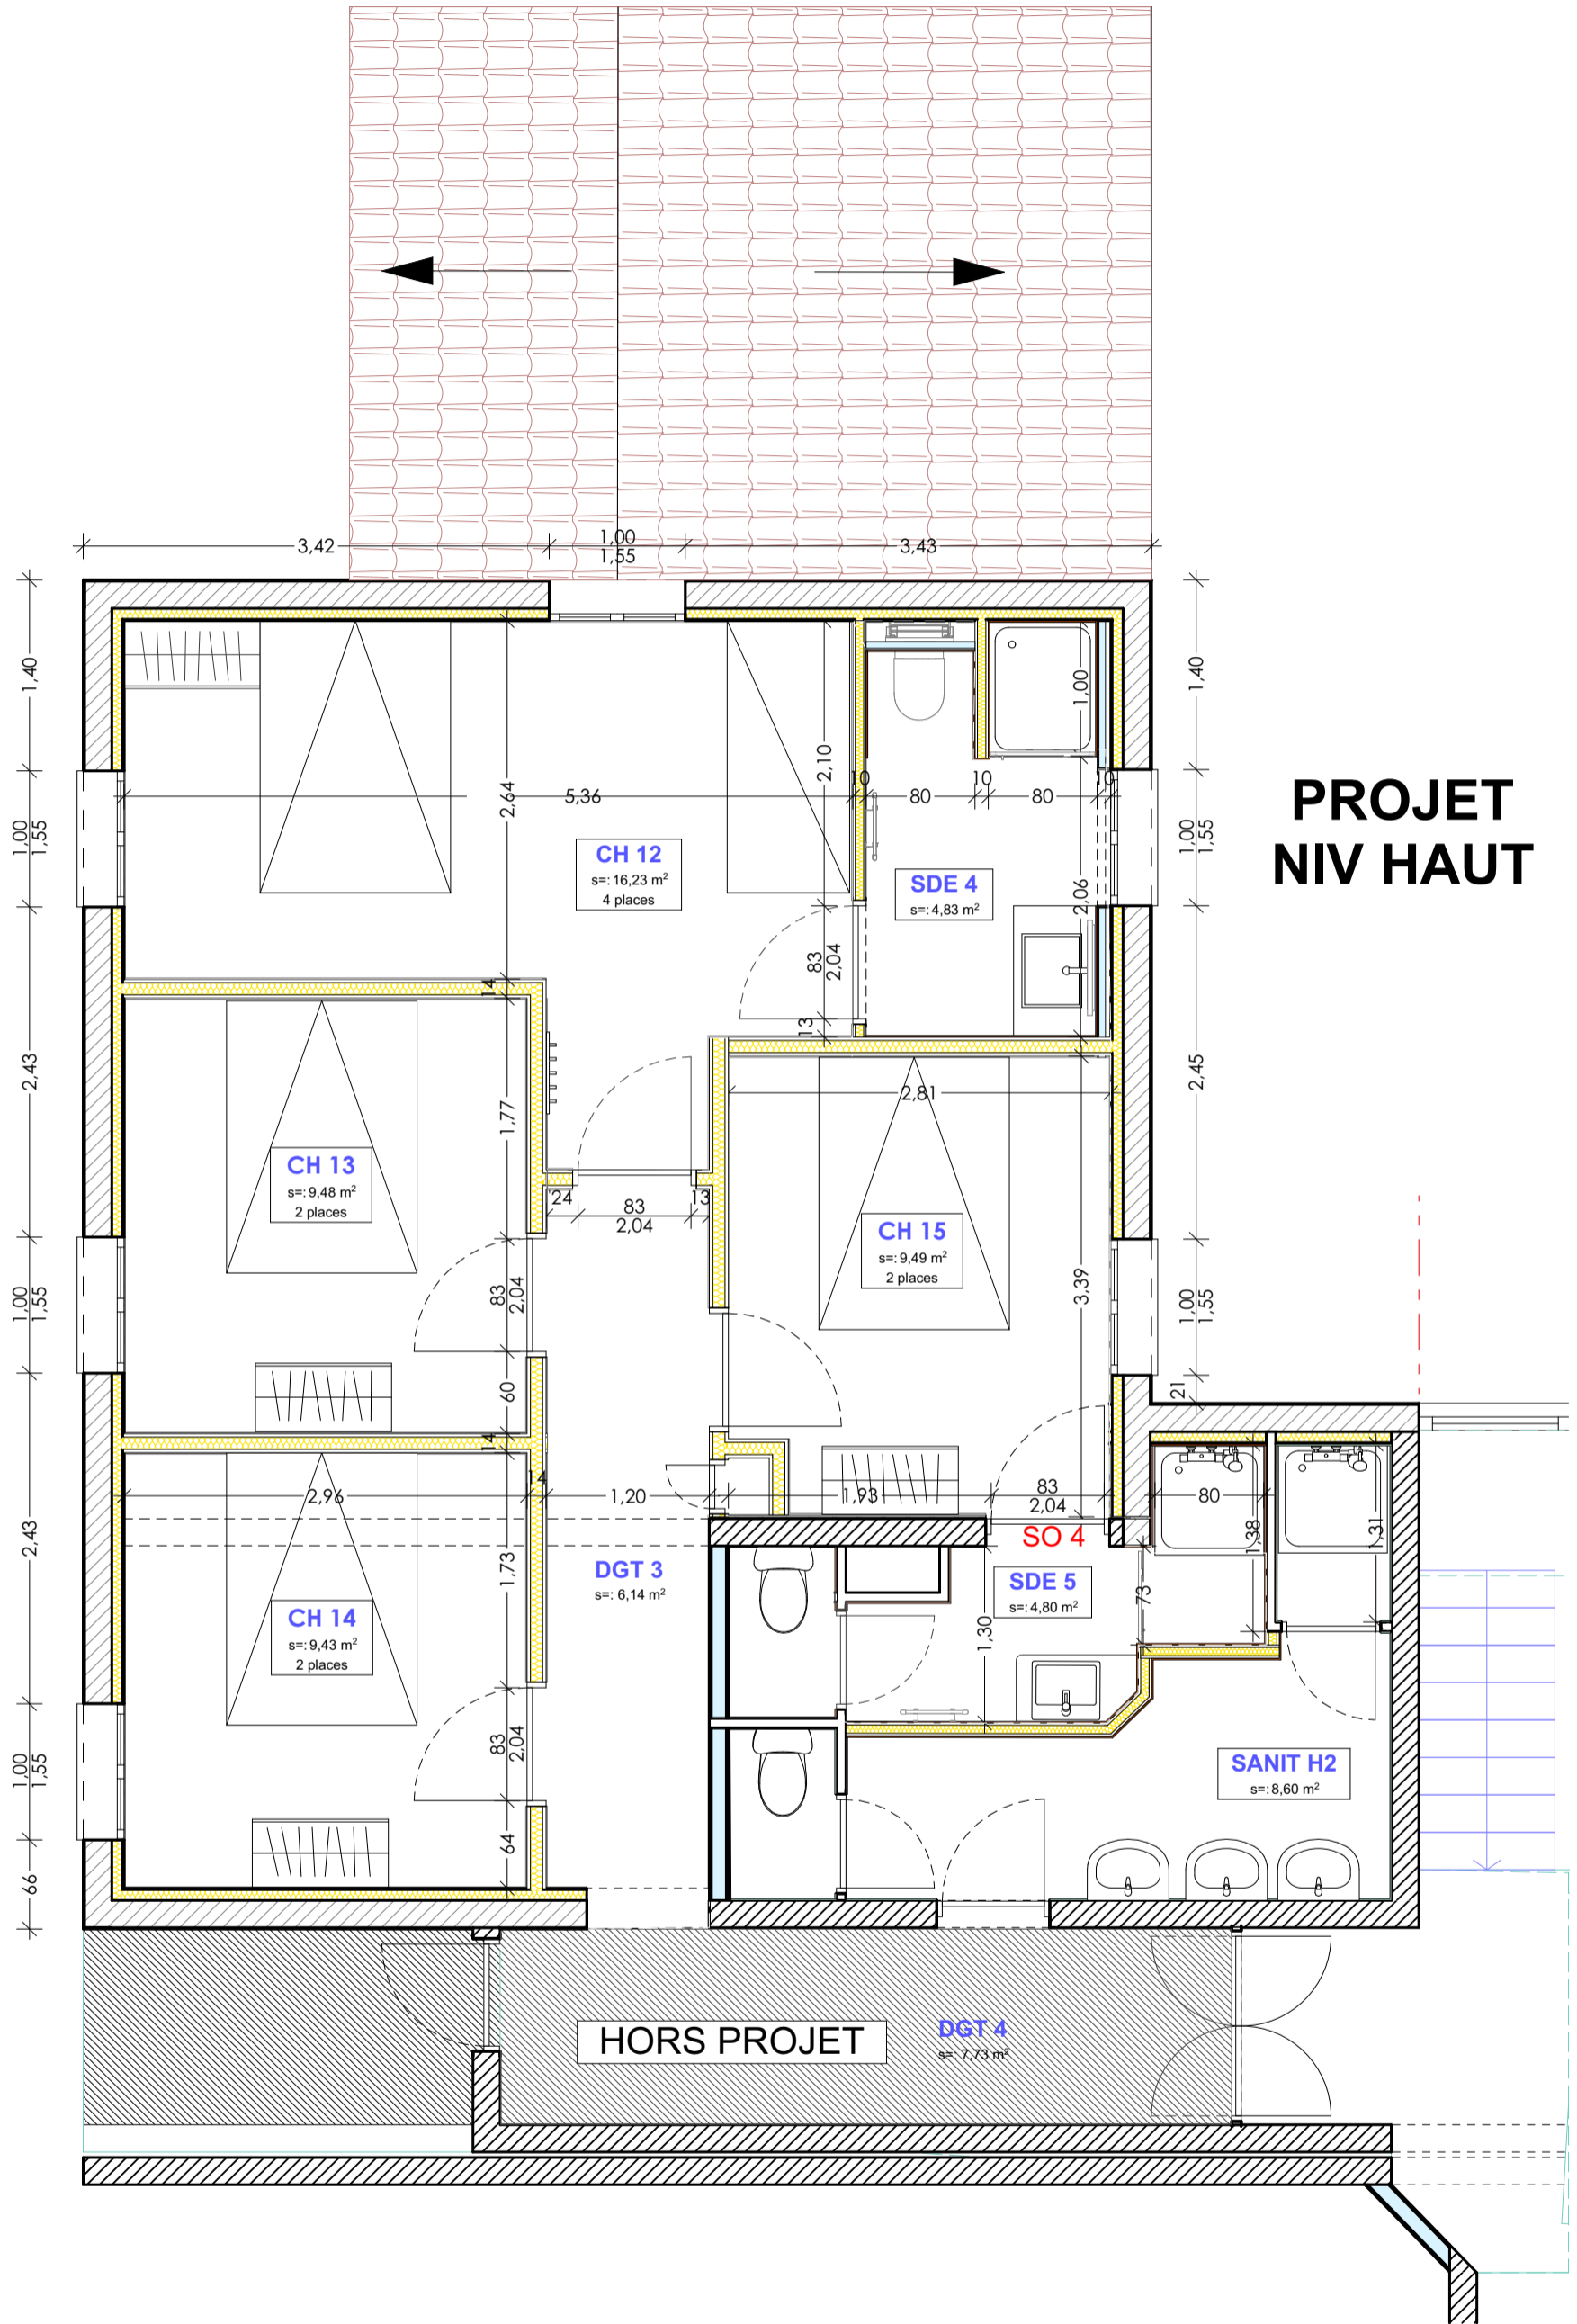 3,42
1,00
1,55
3,43
1,40
1,00
1,55
2,43
1,00
1,55
2,43
1,00
1,55
66
1,40
1,00
1,55
2,45
1,00
1,55
21
PROJET
NIV HAUT
2,64
5,36
2,10
10
80
10
80
10
1,00
2,06
CH 12
s=: 16,23 m²
4 places
SDE 4
s=: 4,83 m²
83
2,04
13
14
1,77
2,81
CH 13
s=: 9,48 m²
2 places
24
83
2,04
13
CH 15
s=: 9,49 m²
2 places
3,39
83
2,04
60
14
2,96
14
1,20
1,93
83
2,04
80
1,38
1,31
SO 4
DGT 3
s=: 6,14 m²
SDE 5
s=: 4,80 m²
73
1,30
1,73
CH 14
s=: 9,43 m²
2 places
83
2,04
64
SANIT H2
s=: 8,60 m²
HORS PROJET
DGT 4
s=: 7,73 m²